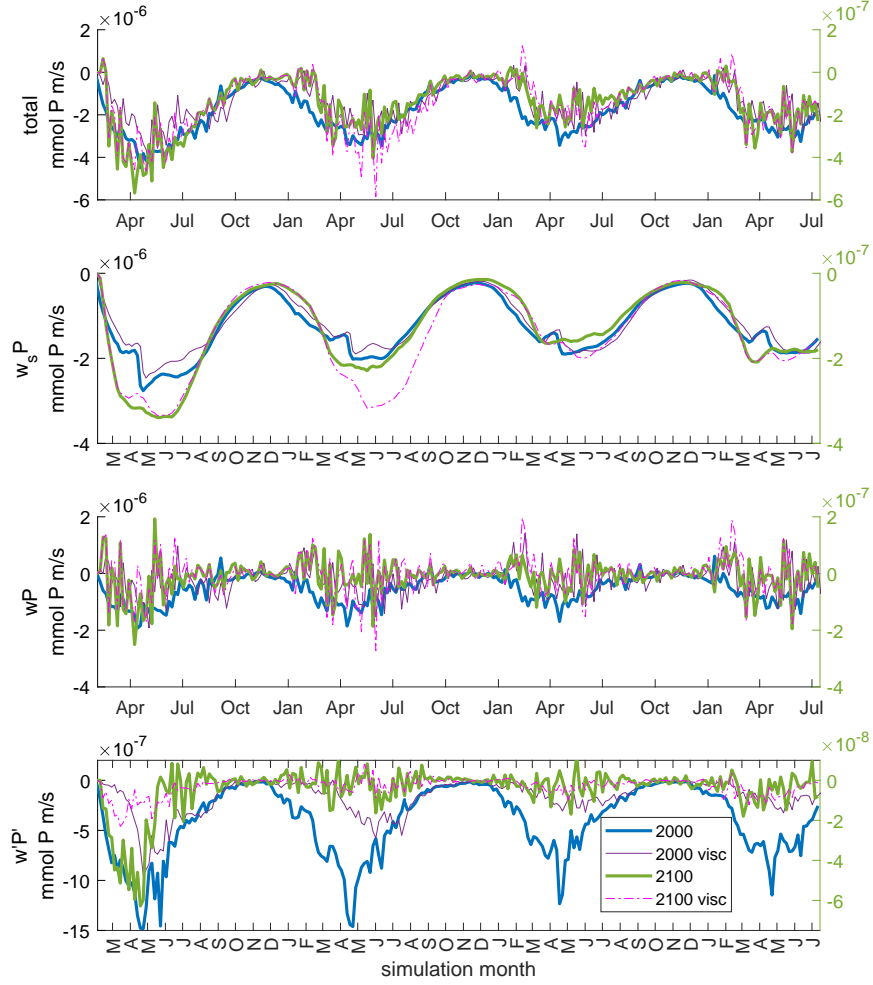 ×10⁻⁶ ×10⁻⁷
2 2
0 0
-2 -2
-4 -4
-6 -6
total
mmol P m/s
Apr Jul Oct Jan Apr Jul Oct Jan Apr Jul Oct Jan Apr Jul
×10⁻⁶ ×10⁻⁷
0 0
-2 -2
-4 -4
wₛP
mmol P m/s
M A M J J A S O N D J F M A M J J A S O N D J F M A M J J A S O N D J F M A M J J
×10⁻⁶ ×10⁻⁷
2 2
0 0
-2 -2
-4 -4
wP
mmol P m/s
Apr Jul Oct Jan Apr Jul Oct Jan Apr Jul Oct Jan Apr Jul
×10⁻⁷ ×10⁻⁸
0 0
-5 -2
-10 -4
-15 -6
w'P'
mmol P m/s
2000
2000 visc
2100
2100 visc
M A M J J A S O N D J F M A M J J A S O N D J F M A M J J A S O N D J F M A M J J
simulation month